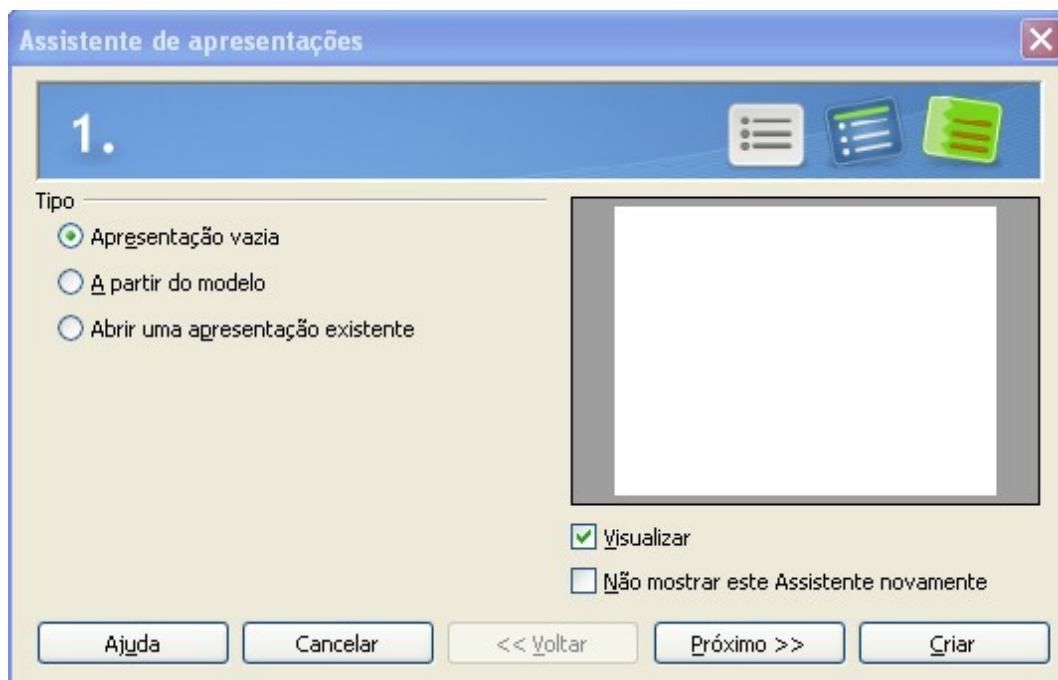 Assistente de apresentações
1.
Tipo
Apresentação vazia
A partir do modelo
Abrir uma apresentação existente
Visualizar
Não mostrar este Assistente novamente
Ajuda
Cancelar
<< Voltar
Próximo >>
Criar